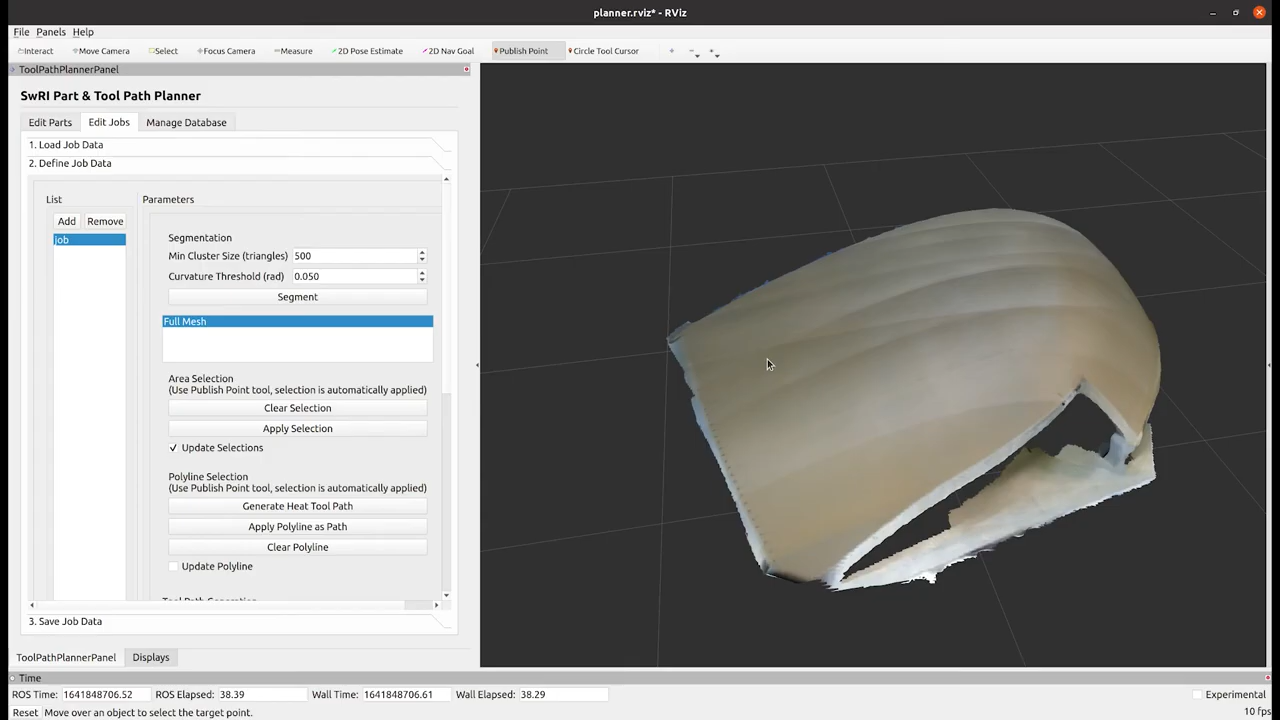 planner.rviz* - RViz
File Panels Help
Interact Move Camera Select Focus Camera Measure 2D Pose Estimate 2D Nav Goal Publish Point Circle Tool Cursor
ToolPathPlannerPanel
SwRI Part & Tool Path Planner
Edit Parts Edit Jobs Manage Database
1. Load Job Data
2. Define Job Data
List Parameters
Add Remove
job
Segmentation
Min Cluster Size (triangles) 500
Curvature Threshold (rad) 0.050
Segment
Full Mesh
Area Selection
(Use Publish Point tool, selection is automatically applied)
Clear Selection
Apply Selection
Update Selections
Polyline Selection
(Use Publish Point tool, selection is automatically applied)
Generate Heat Tool Path
Apply Polyline as Path
Clear Polyline
Update Polyline
Tool Path Generation
3. Save Job Data
ToolPathPlannerPanel Displays
Time
ROS Time: 1641848706.52 ROS Elapsed: 38.39 Wall Time: 1641848706.61 Wall Elapsed: 38.29 Experimental
Reset Move over an object to select the target point. 10 fps